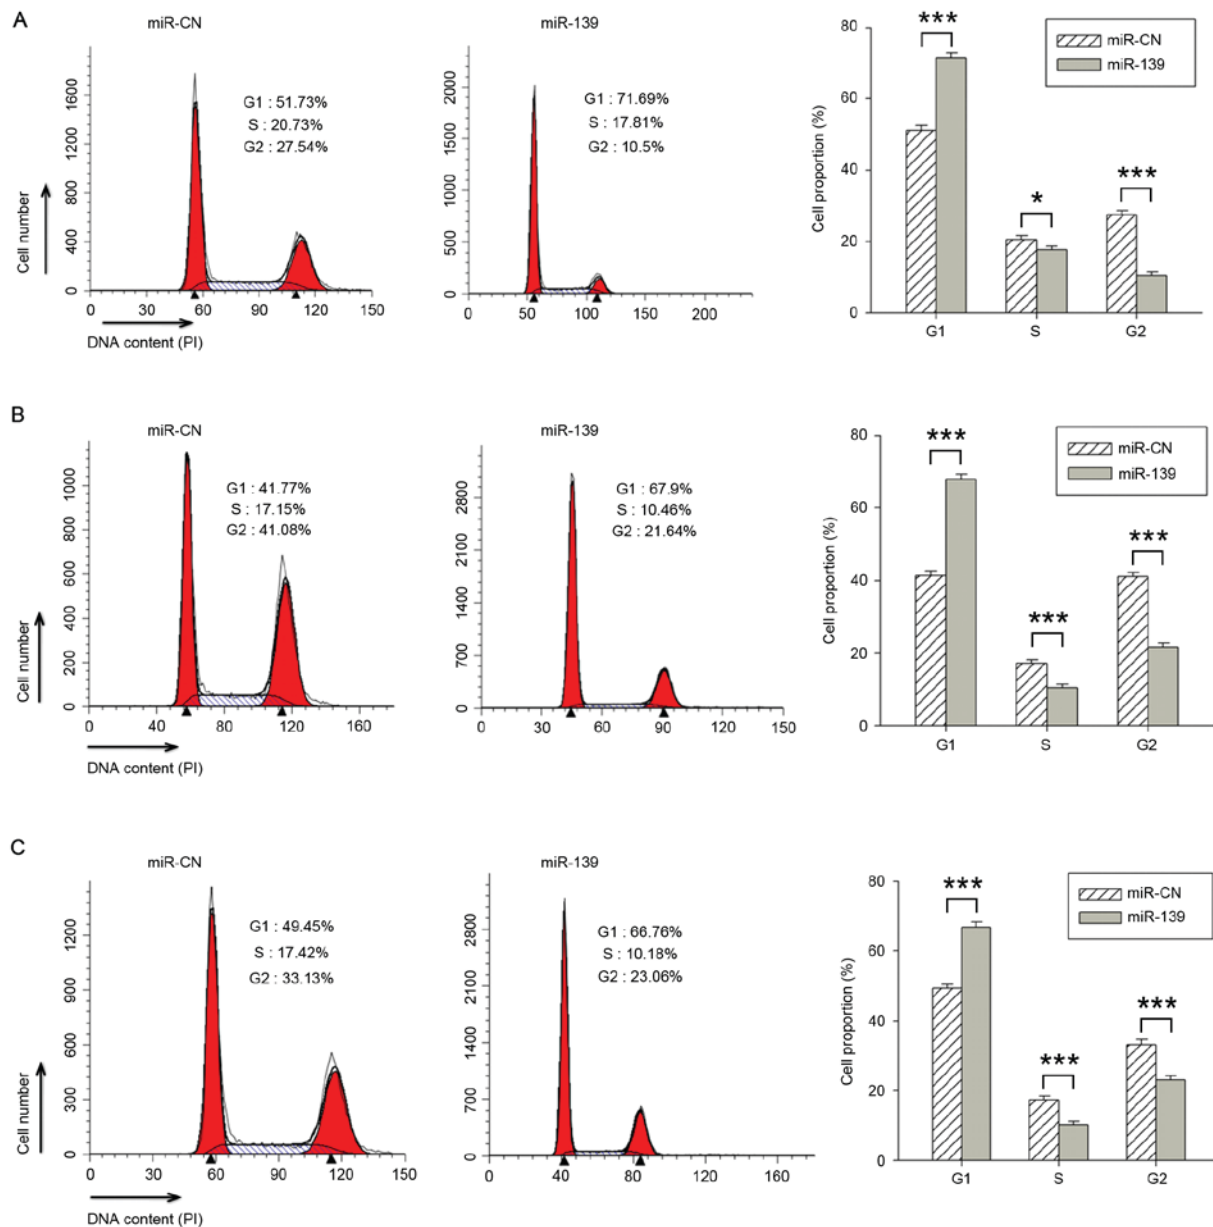 A
miR-CN
G1 : 51.73%
S : 20.73%
G2 : 27.54%
1600
1200
800
400
0
0 30 60 90 120 150
Cell number
DNA content (PI)
miR-139
G1 : 71.69%
S : 17.81%
G2 : 10.5%
2000
1500
1000
500
0
0 50 100 150 200
***
*
***
miR-CN
miR-139
80
60
40
20
0
Cell proportion (%)
G1 S G2
B
miR-CN
G1 : 41.77%
S : 17.15%
G2 : 41.08%
1000
800
600
400
200
0
0 40 80 120 160
Cell number
DNA content (PI)
miR-139
G1 : 67.9%
S : 10.46%
G2 : 21.64%
2800
2100
1400
700
0
0 30 60 90 120 150
***
***
***
miR-CN
miR-139
80
60
40
20
0
Cell proportion (%)
G1 S G2
C
miR-CN
G1 : 49.45%
S : 17.42%
G2 : 33.13%
1200
900
600
300
0
0 30 60 90 120 150
Cell number
DNA content (PI)
miR-139
G1 : 66.76%
S : 10.18%
G2 : 23.06%
2800
2100
1400
700
0
0 40 80 120 160
***
***
***
miR-CN
miR-139
80
60
40
20
0
Cell proportion (%)
G1 S G2